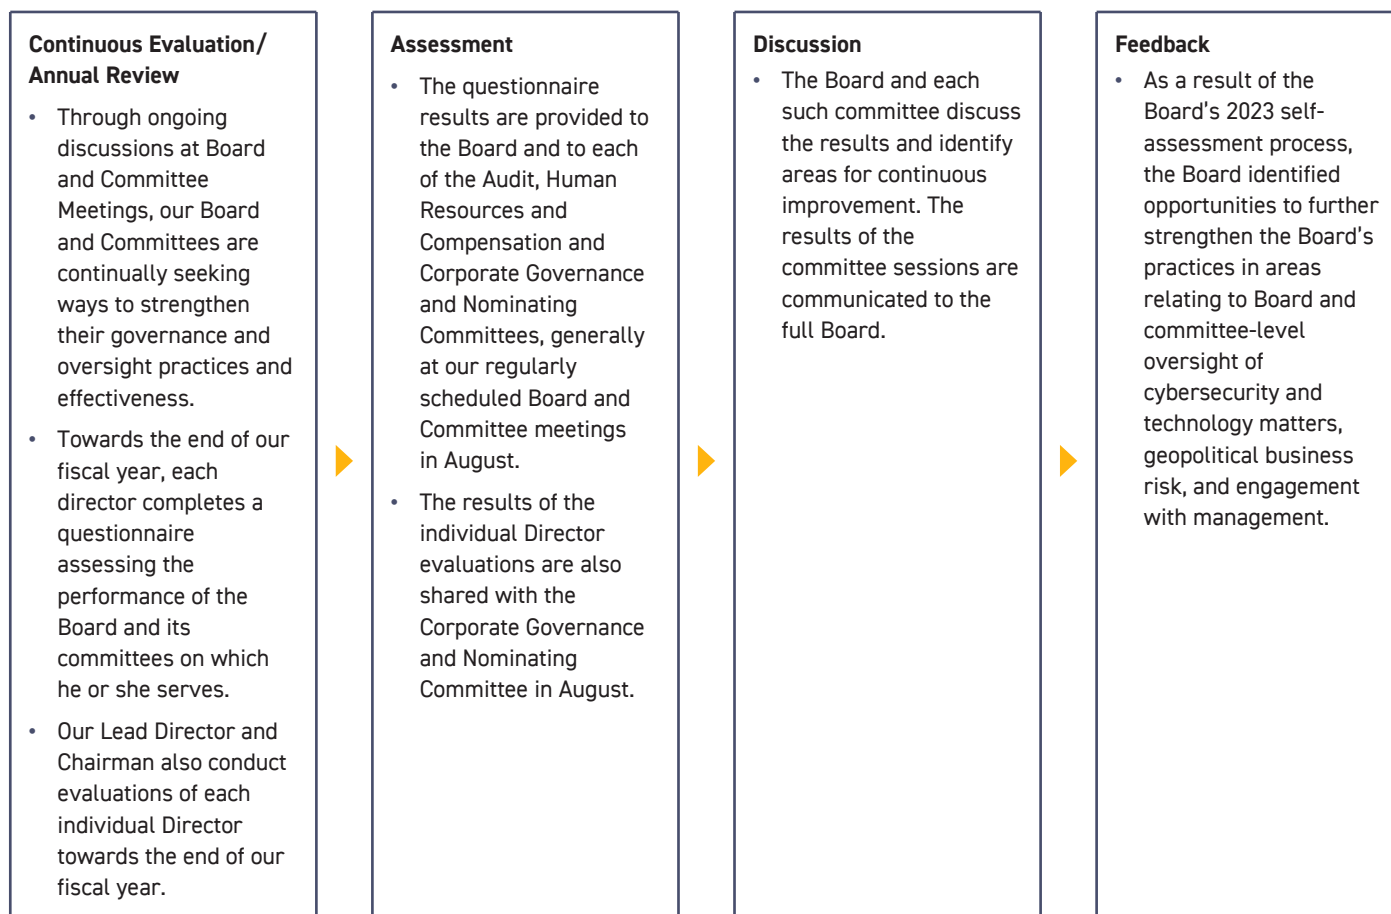 Continuous Evaluation/
Annual Review
• Through ongoing
discussions at Board
and Committee
Meetings, our Board
and Committees are
continually seeking
ways to strengthen
their governance and
oversight practices and
effectiveness.
• Towards the end of our
fiscal year, each
director completes a
questionnaire
assessing the
performance of the
Board and its
committees on which
he or she serves.
• Our Lead Director and
Chairman also conduct
evaluations of each
individual Director
towards the end of our
fiscal year.
Assessment
• The questionnaire
results are provided to
the Board and to each
of the Audit, Human
Resources and
Compensation and
Corporate Governance
and Nominating
Committees, generally
at our regularly
scheduled Board and
Committee meetings
in August.
• The results of the
individual Director
evaluations are also
shared with the
Corporate Governance
and Nominating
Committee in August.
Discussion
• The Board and each
such committee discuss
the results and identify
areas for continuous
improvement. The
results of the
committee sessions are
communicated to the
full Board.
Feedback
• As a result of the
Board's 2023 self-
assessment process,
the Board identified
opportunities to further
strengthen the Board's
practices in areas
relating to Board and
committee-level
oversight of
cybersecurity and
technology matters,
geopolitical business
risk, and engagement
with management.